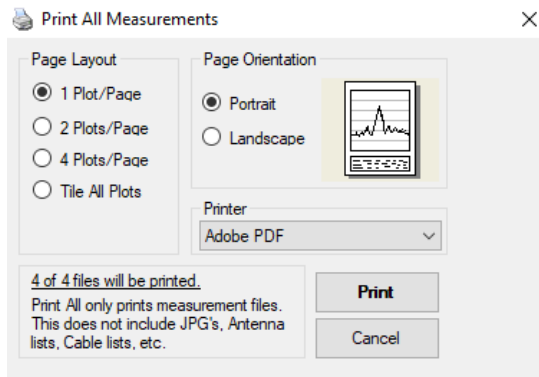 Print All Measurements
Page Layout
1 Plot/Page
2 Plots/Page
4 Plots/Page
Tile All Plots
Page Orientation
Portrait
Landscape
Printer
Adobe PDF
4 of 4 files will be printed.
Print All only prints measurement files.
This does not include JPG's, Antenna
lists, Cable lists, etc.
Print
Cancel